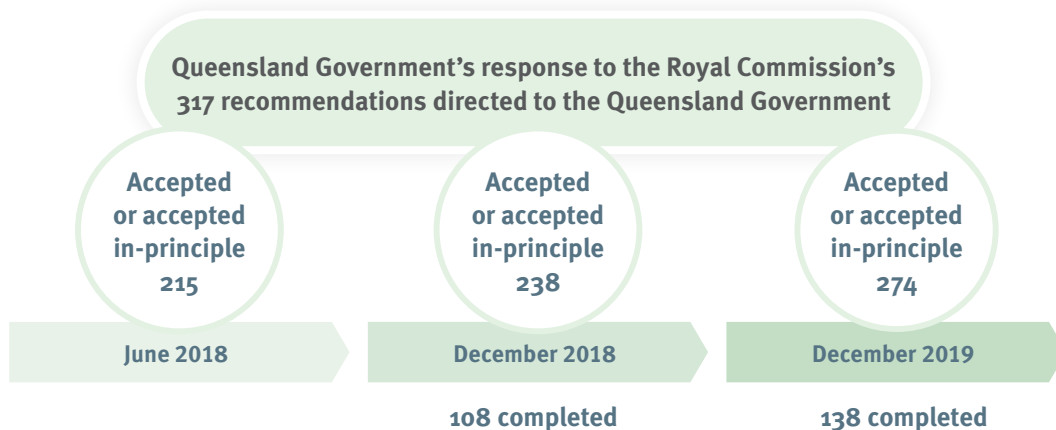 Queensland Government’s response to the Royal Commission’s
317 recommendations directed to the Queensland Government
Accepted
or accepted
in-principle
215
Accepted
or accepted
in-principle
238
Accepted
or accepted
in-principle
274
June 2018
December 2018
December 2019
108 completed
138 completed